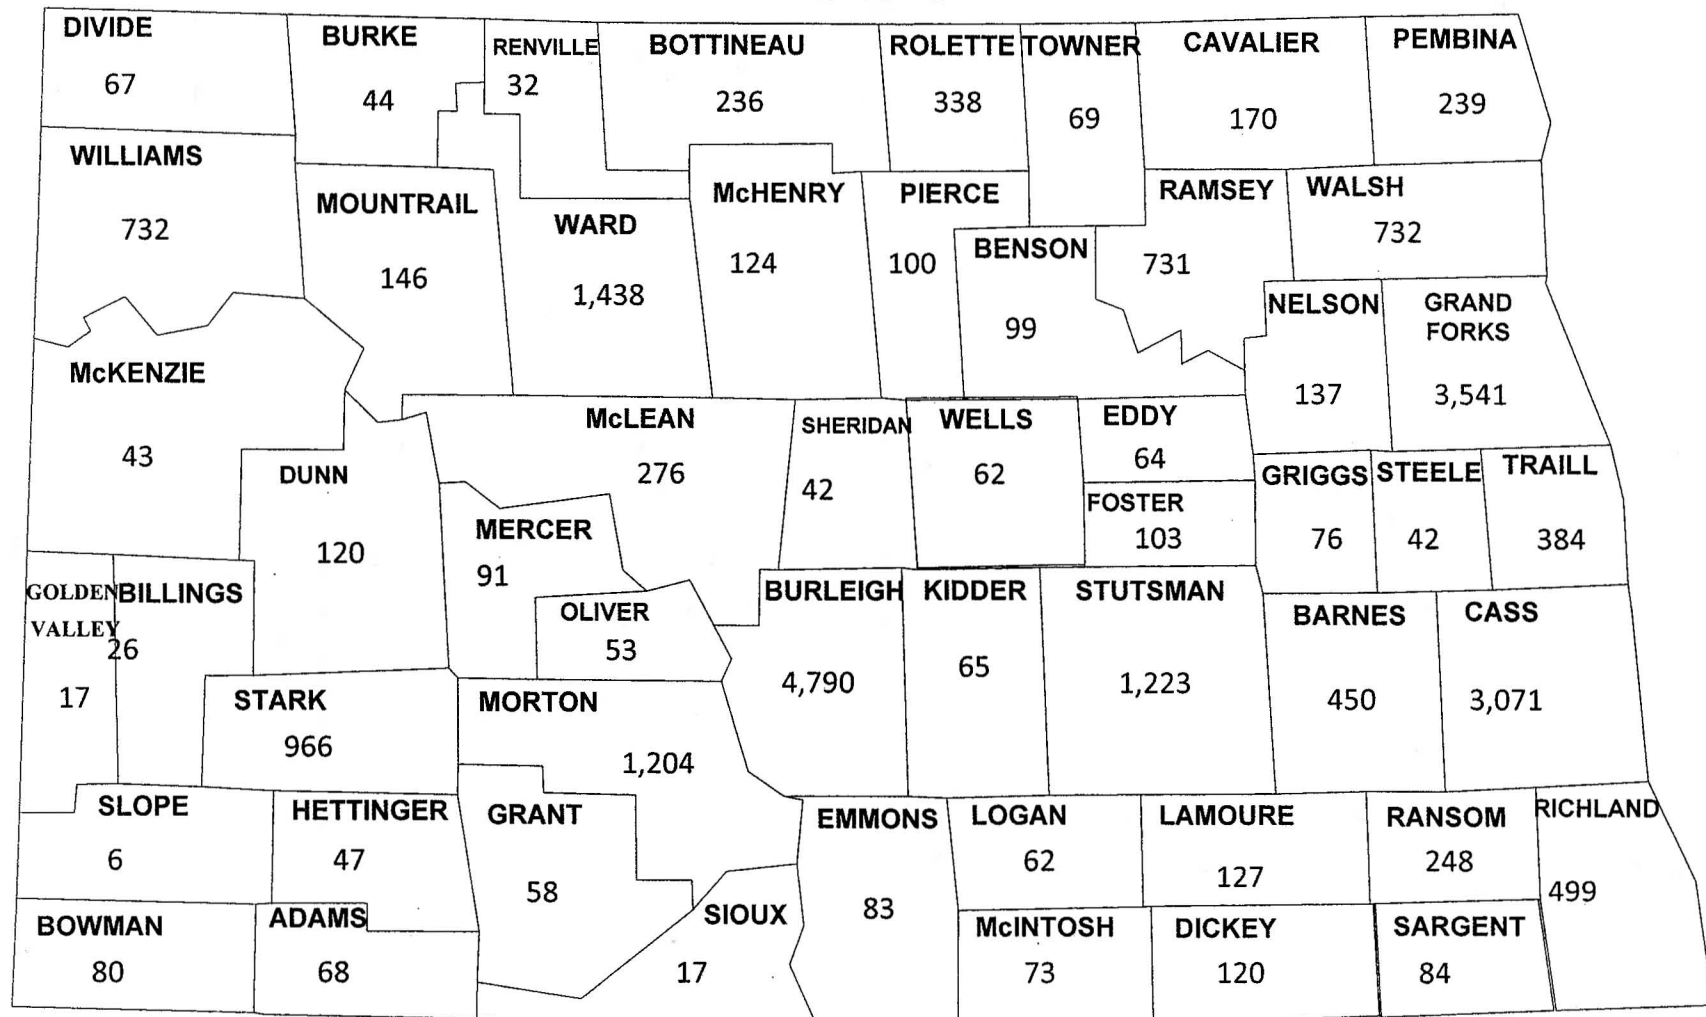 DIVIDE
67
BURKE
44
RENVILLE
32
BOTTINEAU
236
ROLETTE
338
TOWNER
69
CAVALIER
170
PEMBINA
239
WILLIAMS
732
MOUNTRAIL
146
WARD
1,438
McHENRY
124
PIERCE
100
BENSON
99
RAMSEY
731
WALSH
732
NELSON
137
GRAND
FORKS
3,541
McKENZIE
43
DUNN
120
McLEAN
276
SHERIDAN
42
WELLS
62
EDDY
64
FOSTER
103
GRIGGS
76
STEELE
42
TRAILL
384
MERCER
91
OLIVER
53
GOLDEN
VALLEY
17
BILLINGS
26
STARK
966
MORTON
1,204
BURLEIGH
4,790
KIDDER
65
STUTSMAN
1,223
BARNES
450
CASS
3,071
SLOPE
6
HETTINGER
47
GRANT
58
EMMONS
83
LOGAN
62
LAMOURE
127
RANSOM
248
RICHLAND
499
BOWMAN
80
ADAMS
68
SIOUX
17
McINTOSH
73
DICKEY
120
SARGENT
84